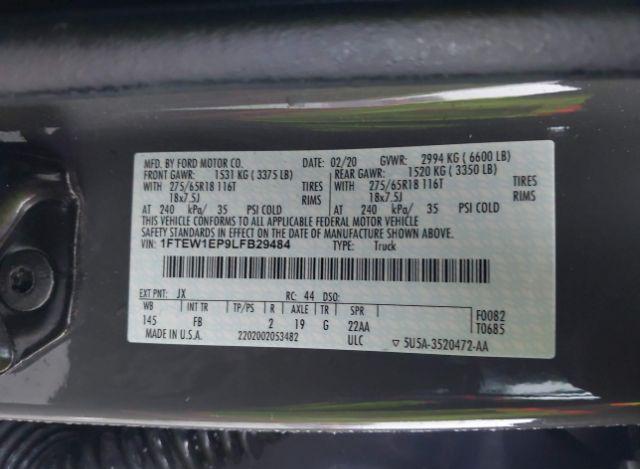 MFD. BY FORD MOTOR CO. DATE: 02/20 GVWR: 2994 KG ( 6600 LB)
FRONT GAWR: 1531 KG ( 3375 LB) REAR GAWR: 1520 KG ( 3350 LB)
WITH 275/65R18 116T TIRES WITH 275/65R18 116T TIRES
18x7.5J RIMS 18x7.5J RIMS
AT 240 kPa/ 35 PSI COLD AT 240 kPa/ 35 PSI COLD
THIS VEHICLE CONFORMS TO ALL APPLICABLE FEDERAL MOTOR VEHICLE
SAFETY STANDARDS IN EFFECT ON THE DATE OF MANUFACTURE SHOWN ABOVE.
VIN: 1FTEW1EP9LFB29484 TYPE: Truck
EXT PNT: JX RC: 44 DSO:
WB INT TR TP/PS R AXLE TR SPR F0082
145 FB 2 19 G 22AA T0685
MADE IN U.S.A. 2202002053482 ULC ▽ 5U5A-3520472-AA